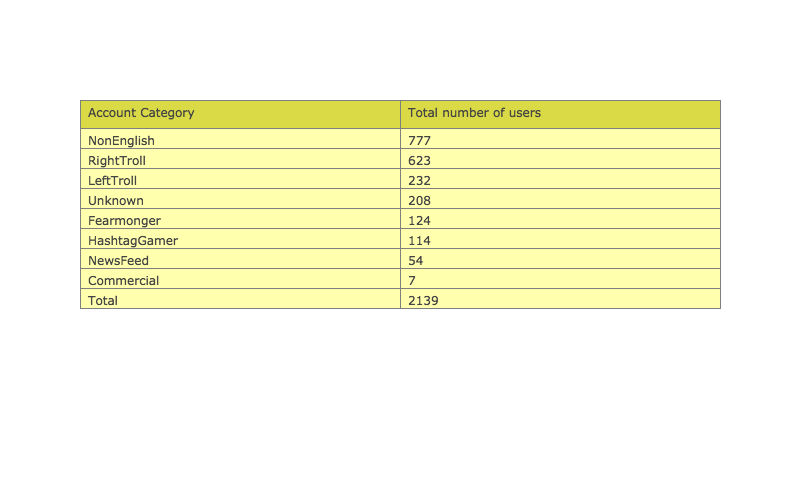 Account Category Total number of users
NonEnglish 777
RightTroll 623
LeftTroll 232
Unknown 208
Fearmonger 124
HashtagGamer 114
NewsFeed 54
Commercial 7
Total 2139